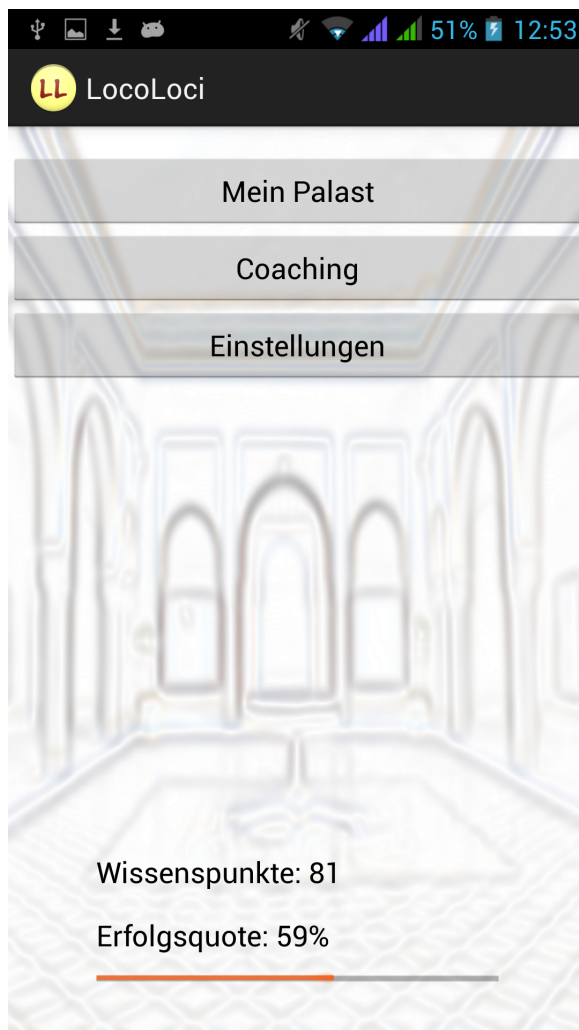 51% 12:53
LL LocoLoci
Mein Palast
Coaching
Einstellungen
Wissenspunkte: 81
Erfolgsquote: 59%